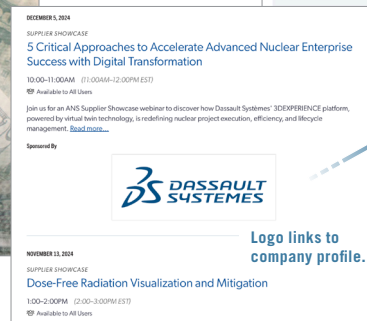 DECEMBER 5, 2024
SUPPLIER SHOWCASE
5 Critical Approaches to Accelerate Advanced Nuclear Enterprise
Success with Digital Transformation
10:00–11:00AM (11:00AM–12:00PM EST)
Available to All Users
Join us for an ANS Supplier Showcase webinar to discover how Dassault Systèmes' 3DEXPERIENCE platform,
powered by virtual twin technology, is redefining nuclear project execution, efficiency, and lifecycle
management. Read more...
Sponsored By
DASSAULT
SYSTEMES
Logo links to
company profile.
NOVEMBER 13, 2024
SUPPLIER SHOWCASE
Dose-Free Radiation Visualization and Mitigation
1:00–2:00PM (2:00–3:00PM EST)
Available to All Users